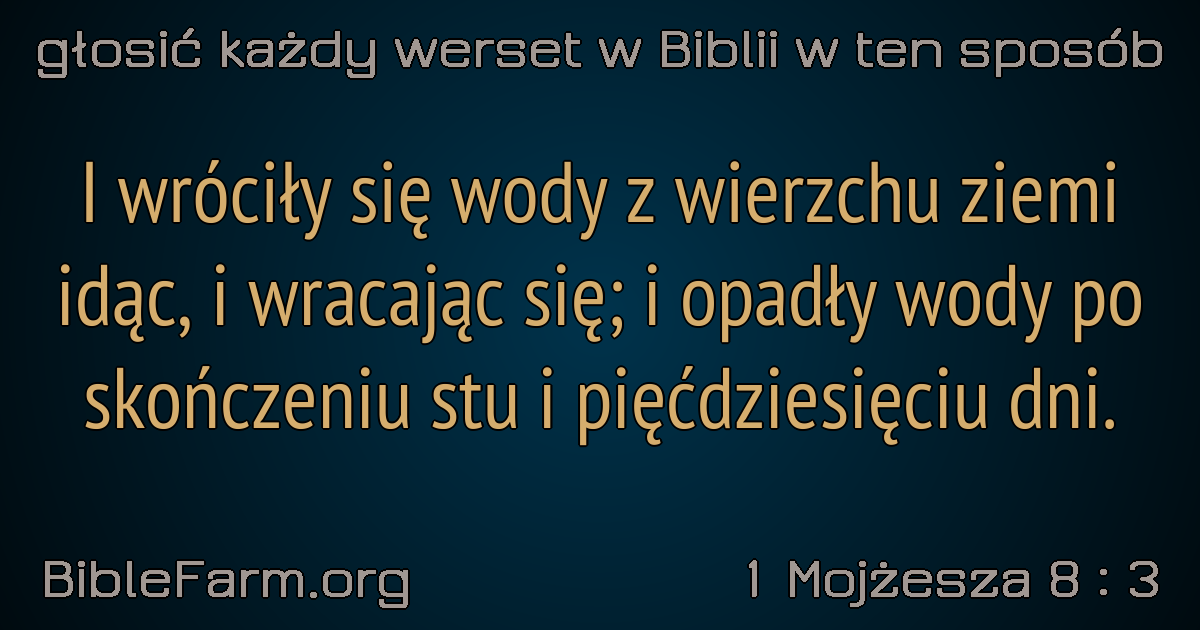 głosić każdy werset w Biblii w ten sposób
I wróciły się wody z wierzchu ziemi
idąc, i wracając się; i opadły wody po
skończeniu stu i pięćdziesięciu dni.
BibleFarm.org
1 Mojżesza 8 : 3